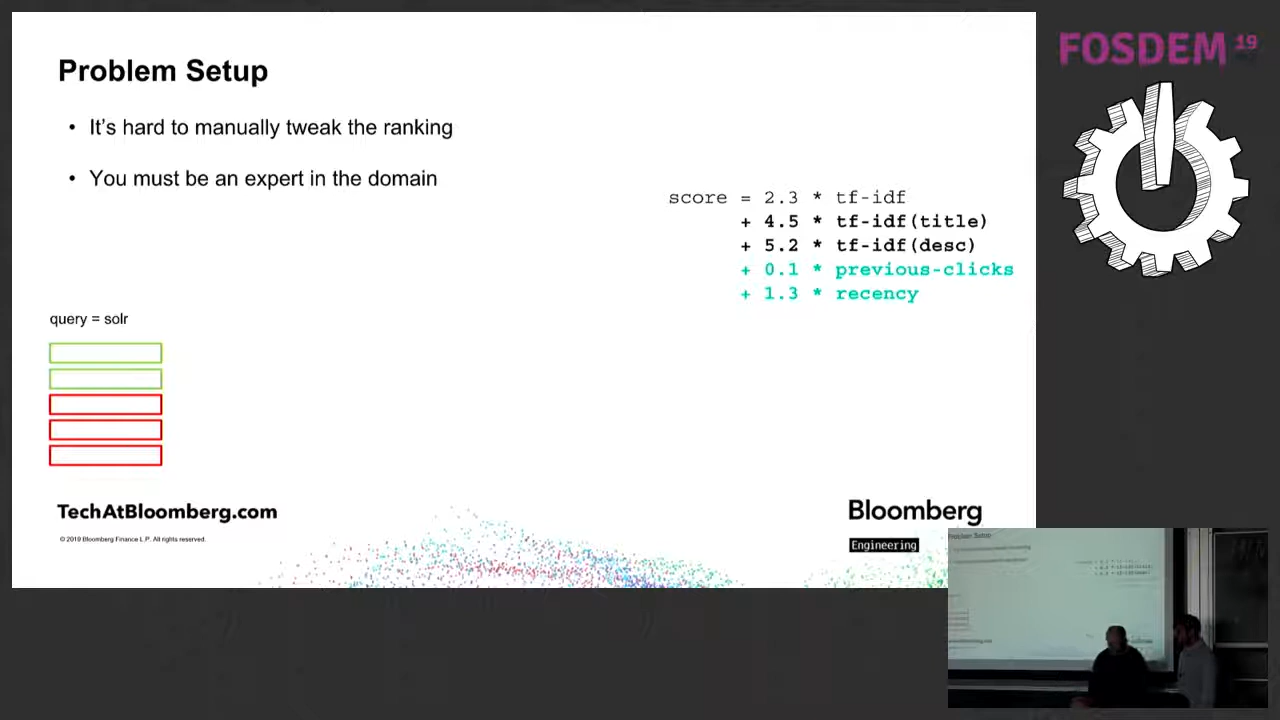 Problem Setup
• It's hard to manually tweak the ranking
• You must be an expert in the domain
score = 2.3 * tf-idf
+ 4.5 * tf-idf(title)
+ 5.2 * tf-idf(desc)
+ 0.1 * previous-clicks
+ 1.3 * recency
query = solr
TechAtBloomberg.com
© 2019 Bloomberg Finance L.P. All rights reserved.
Bloomberg
Engineering
FOSDEM 19
Problem Setup